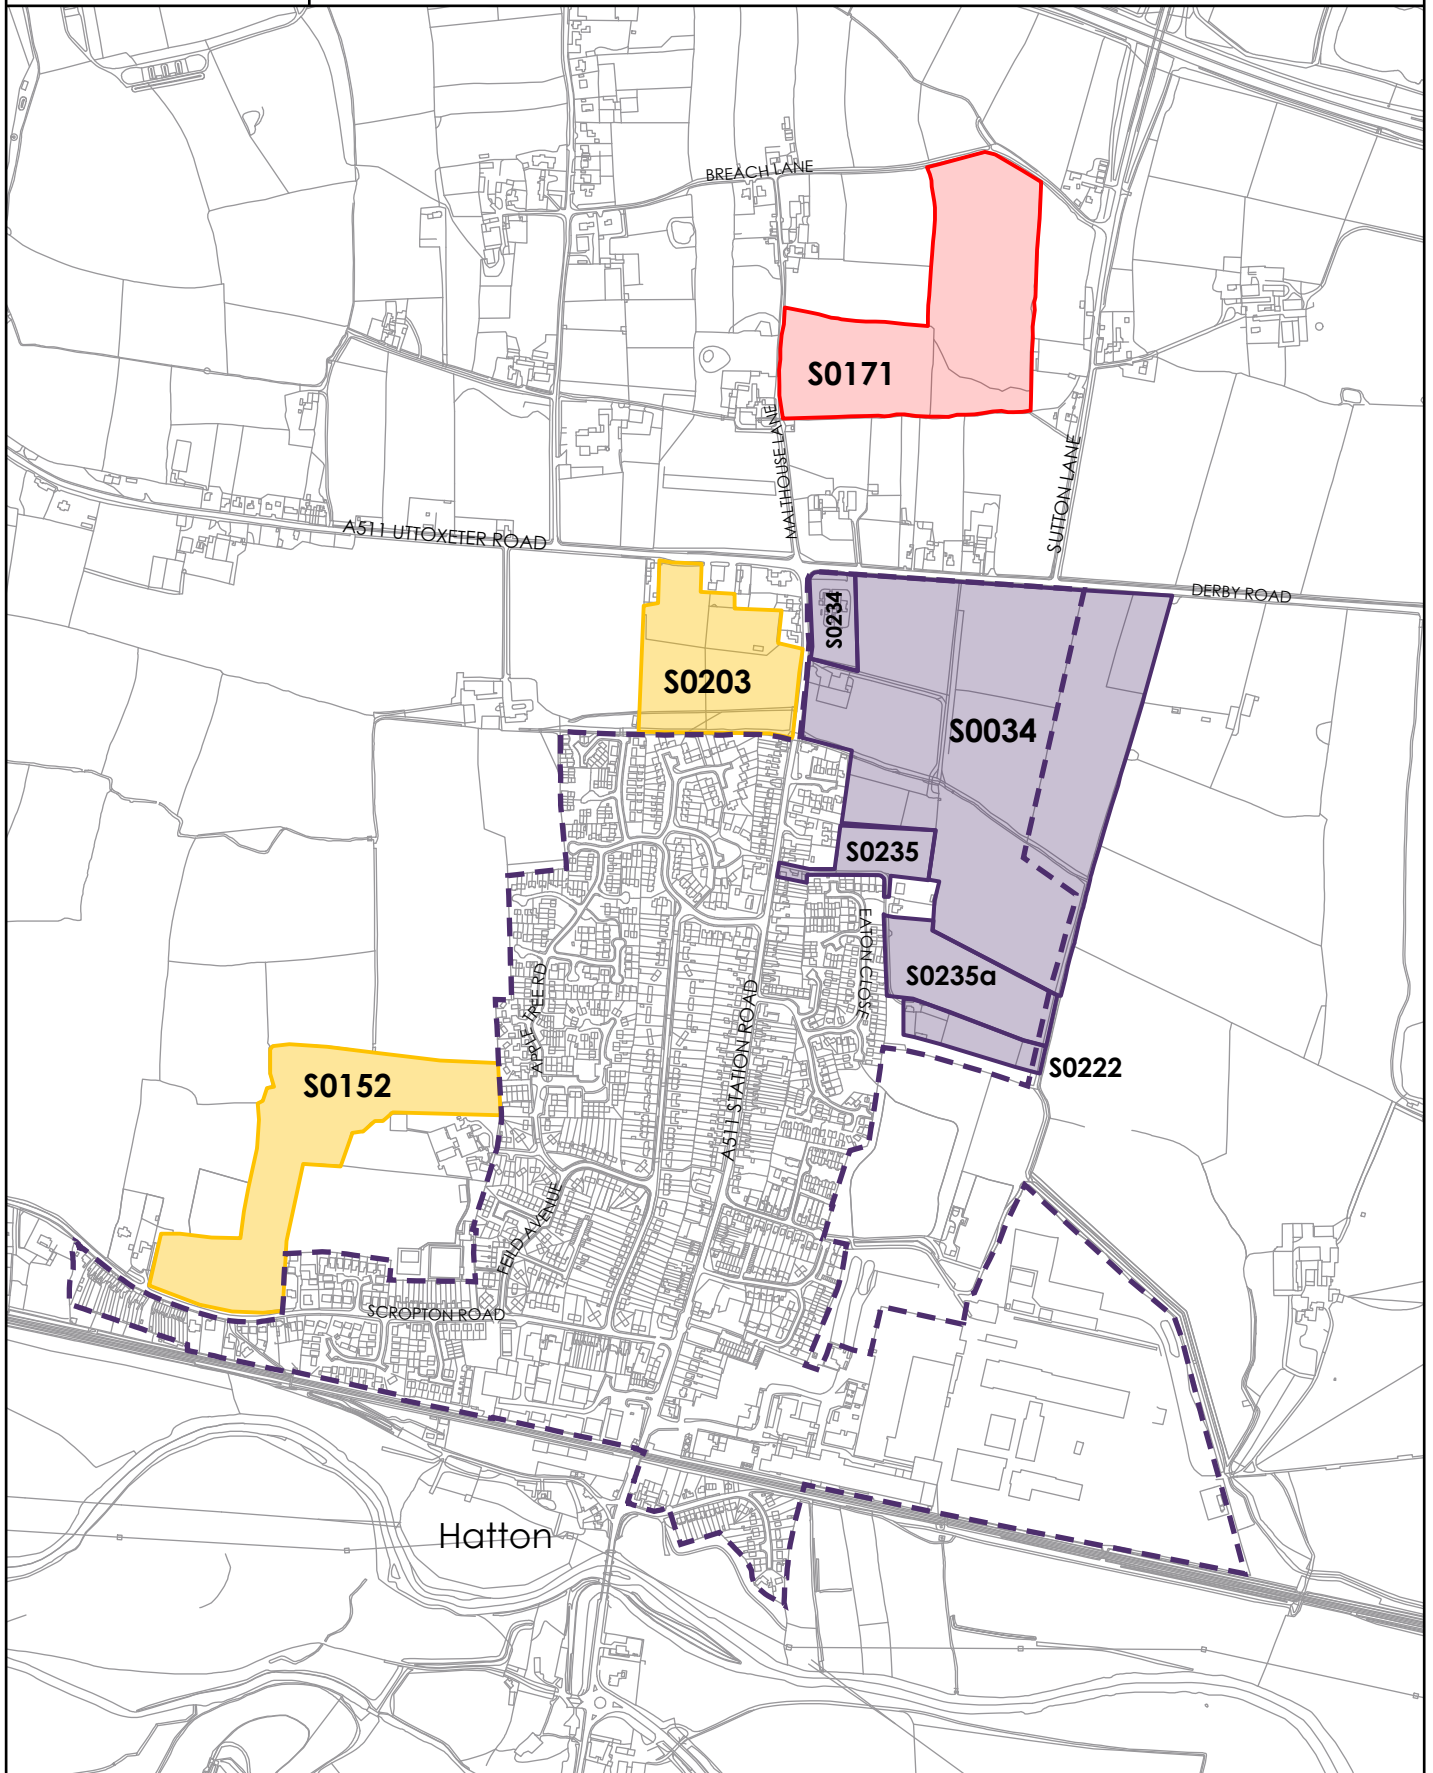 BREACH LANE
S0171
MALTHOUSE LANE
SUTTON LANE
A511 UTTOXETER ROAD
DERBY ROAD
S0234
S0203
S0034
S0235
EATON CLOSE
S0235a
APPLE TREE RD
A511 STATION ROAD
S0222
S0152
FEILD AVENUE
SCROPTON ROAD
Hatton